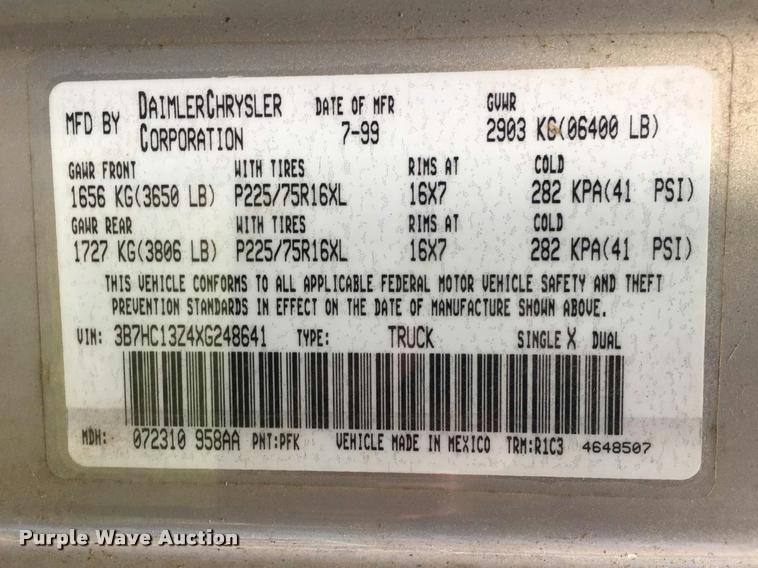 MFD BY DAIMLERCHRYSLER CORPORATION DATE OF MFR 7-99 GVWR 2903 KG(06400 LB)
GAWR FRONT WITH TIRES RIMS AT COLD
1656 KG(3650 LB) P225/75R16XL 16X7 282 KPA(41 PSI)
GAWR REAR WITH TIRES RIMS AT COLD
1727 KG(3806 LB) P225/75R16XL 16X7 282 KPA(41 PSI)
THIS VEHICLE CONFORMS TO ALL APPLICABLE FEDERAL MOTOR VEHICLE SAFETY AND THEFT
PREVENTION STANDARDS IN EFFECT ON THE DATE OF MANUFACTURE SHOWN ABOVE.
VIN: 3B7HC13Z4XG248641 TYPE: TRUCK SINGLE X DUAL
MDH: 072310 958AA PNT:PFK VEHICLE MADE IN MEXICO TRM:R1C3 4648507
Purple Wave Auction